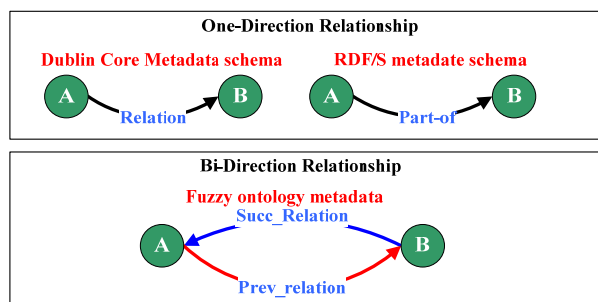 One-Direction Relationship
Dublin Core Metadata schema
RDF/S metadate schema
A
B
A
B
Relation
Part-of
Bi-Direction Relationship
Fuzzy ontology metadata
Succ_Relation
A
B
Prev_relation